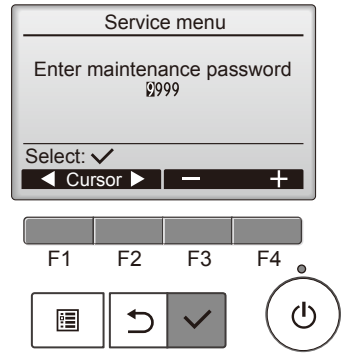 Service menu
Enter maintenance password
9999
Select: ✓
◀ Cursor ▶ − +
F1 F2 F3 F4